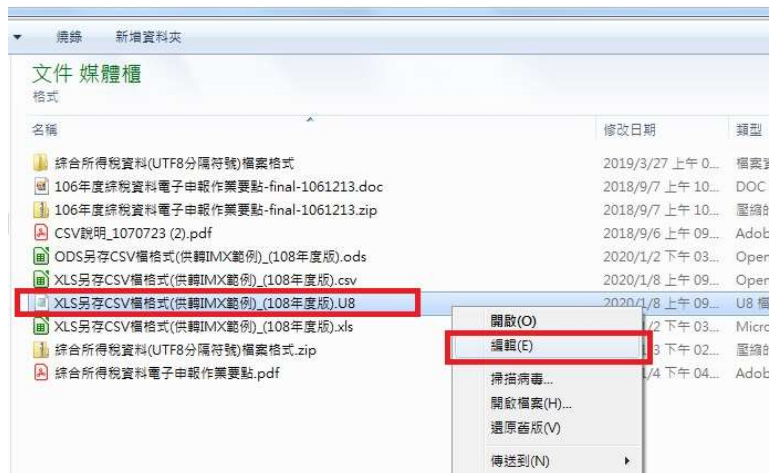 燒錄 新增資料夾
文件 媒體櫃
格式
名稱 修改日期 類型
綜合所得稅資料(UTF8分隔符號)檔案格式 2019/3/27 上午 0... 檔案資
106年度綜稅資料電子申報作業要點-final-1061213.doc 2018/9/7 上午 10... DOC
106年度綜稅資料電子申報作業要點-final-1061213.zip 2018/9/7 上午 10... 壓縮的
CSV說明_1070723 (2).pdf 2018/9/6 上午 09... Adob
ODS另存CSV檔格式(供轉IMX範例)_(108年度版).ods 2020/1/2 下午 03... Open
XLS另存CSV檔格式(供轉IMX範例)_(108年度版).csv 2020/1/8 上午 09... Open
XLS另存CSV檔格式(供轉IMX範例)_(108年度版).U8 2020/1/8 上午 09... U8 檔
XLS另存CSV檔格式(供轉IMX範例)_(108年度版).xls /2 下午 03... Micro
綜合所得稅資料(UTF8分隔符號)檔案格式.zip 3 下午 02... 壓縮的
綜合所得稅資料電子申報作業要點.pdf /4 下午 04... Adob
開啟(O)
編輯(E)
掃描病毒...
開啟檔案(H)...
還原舊版(V)
傳送到(N)